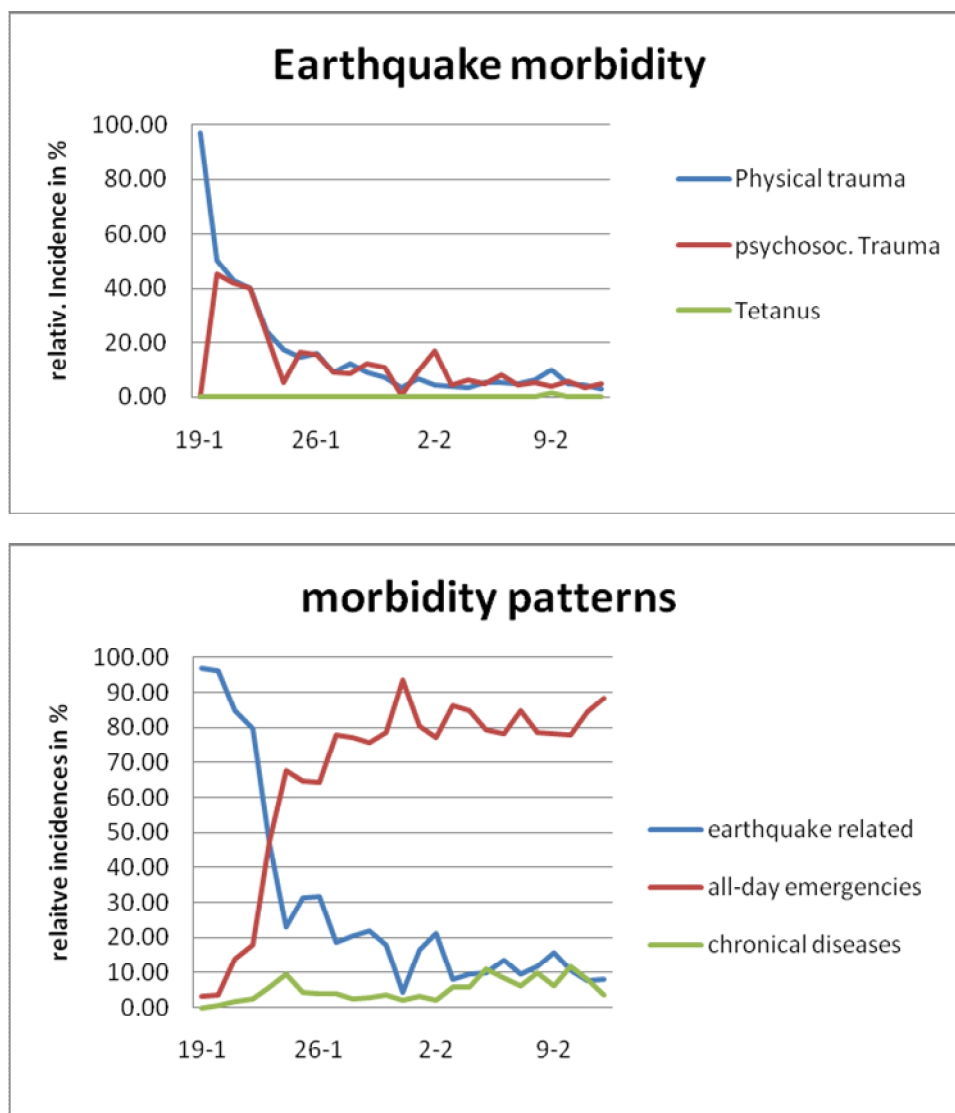 Earthquake morbidity
relativ. Incidence in %
100.00
80.00
60.00
40.00
20.00
0.00
19-1 26-1 2-2 9-2
Physical trauma
psychosoc. Trauma
Tetanus
morbidity patterns
relaitve incidences in %
100.00
90.00
80.00
70.00
60.00
50.00
40.00
30.00
20.00
10.00
0.00
19-1 26-1 2-2 9-2
earthquake related
all-day emergencies
chronical diseases